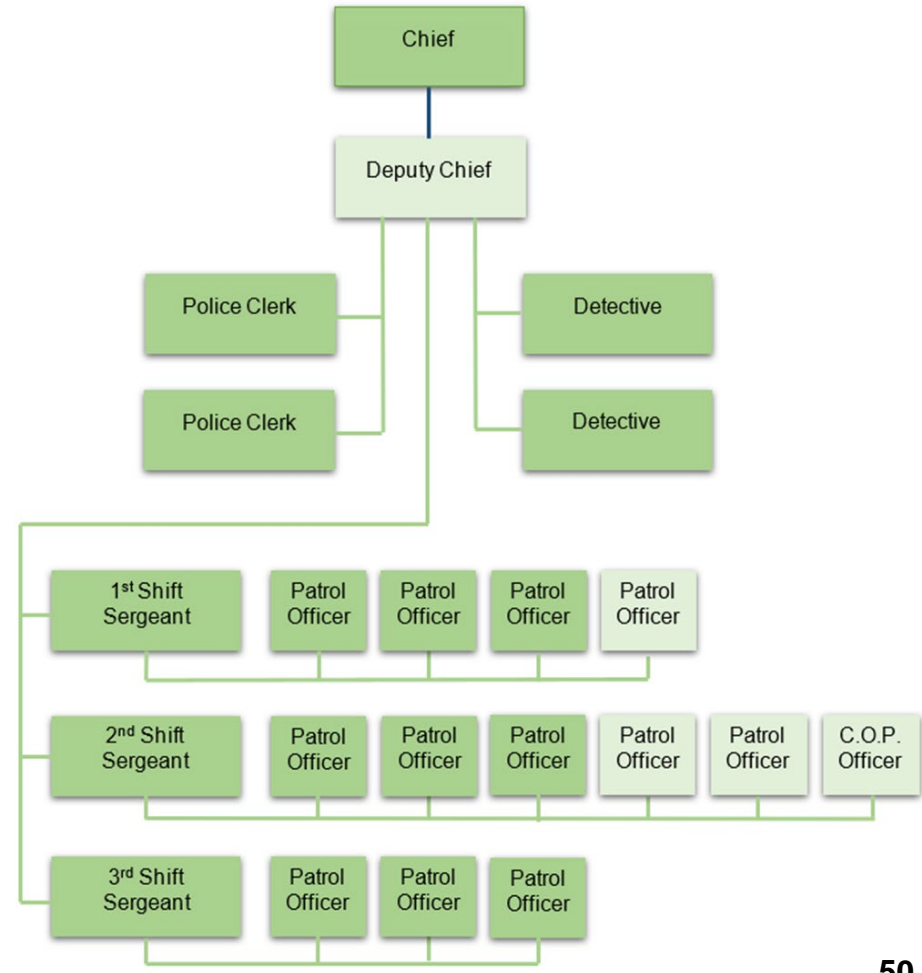 Chief
Deputy Chief
Police Clerk
Detective
Police Clerk
Detective
1st Shift
Sergeant
Patrol
Officer
Patrol
Officer
Patrol
Officer
Patrol
Officer
2nd Shift
Sergeant
Patrol
Officer
Patrol
Officer
Patrol
Officer
Patrol
Officer
Patrol
Officer
C.O.P.
Officer
3rd Shift
Sergeant
Patrol
Officer
Patrol
Officer
Patrol
Officer
50